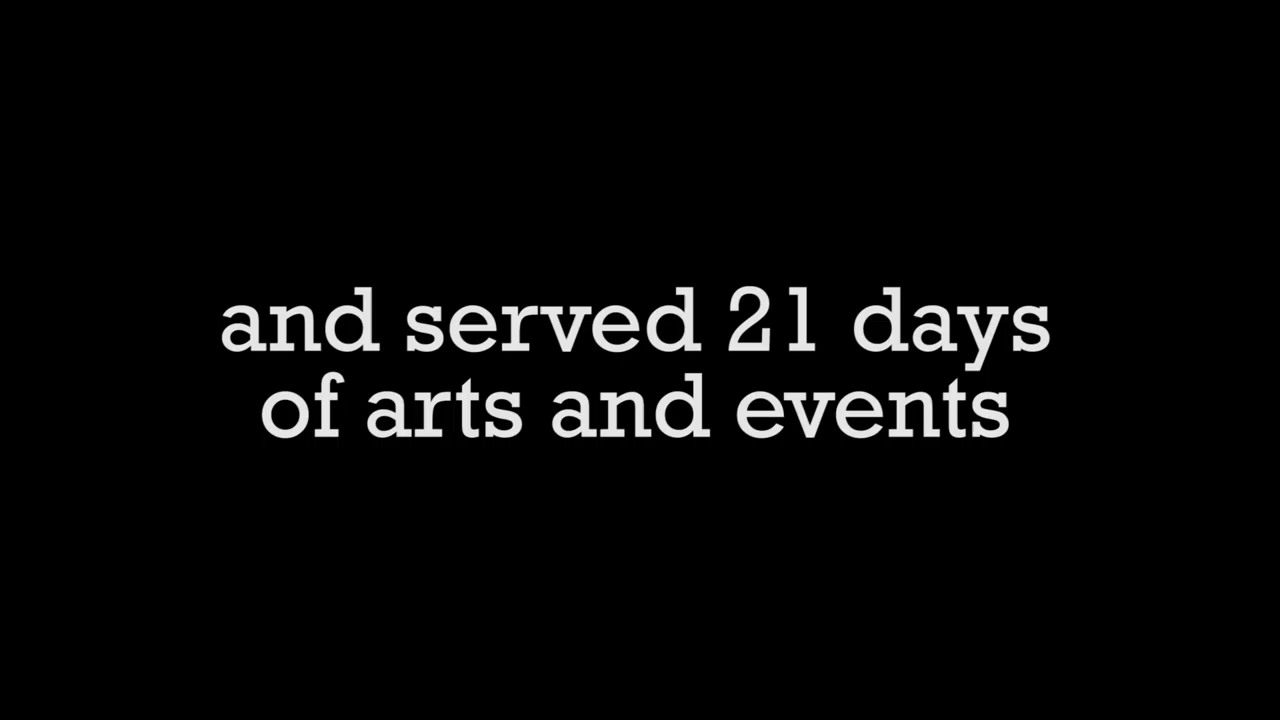 and served 21 days
of arts and events